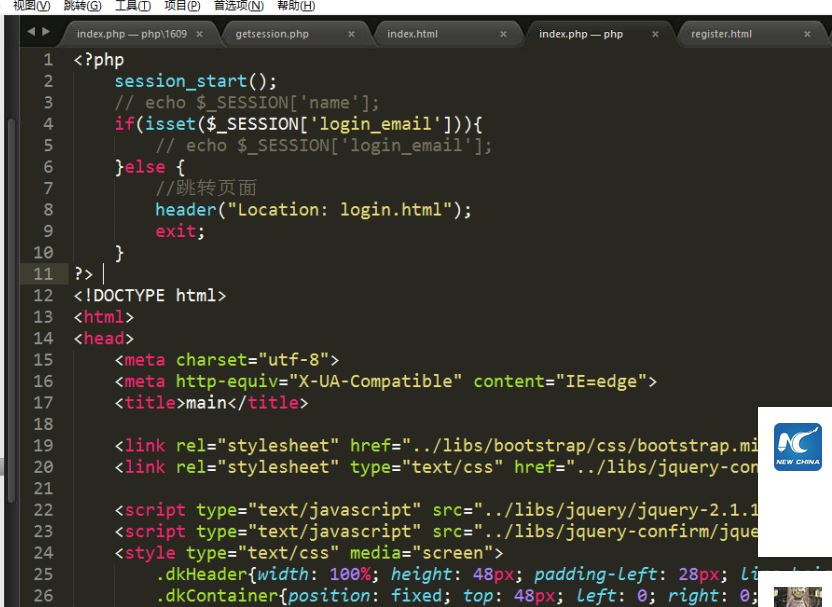 视图(V) 跳转(G) 工具(T) 项目(P) 首选项(N) 帮助(H)
index.php — php\1609 × getsession.php × index.html × index.php — php × register.html ×
1 <?php
2 session_start();
3 // echo $_SESSION['name'];
4 if(isset($_SESSION['login_email'])){
5 // echo $_SESSION['login_email'];
6 }else {
7 //跳转页面
8 header("Location: login.html");
9 exit;
10 }
11 ?>
12 <!DOCTYPE html>
13 <html>
14 <head>
15 <meta charset="utf-8">
16 <meta http-equiv="X-UA-Compatible" content="IE=edge">
17 <title>main</title>
18
19 <link rel="stylesheet" href="../libs/bootstrap/css/bootstrap.mi
20 <link rel="stylesheet" type="text/css" href="../libs/jquery-con
21
22 <script type="text/javascript" src="../libs/jquery/jquery-2.1.1
23 <script type="text/javascript" src="../libs/jquery-confirm/jque
24 <style type="text/css" media="screen">
25 .dkHeader{width: 100%; height: 48px; padding-left: 28px;
26 .dkContainer{position: fixed; top: 48px; left: 0; right: 0;
NC
NEW CHINA